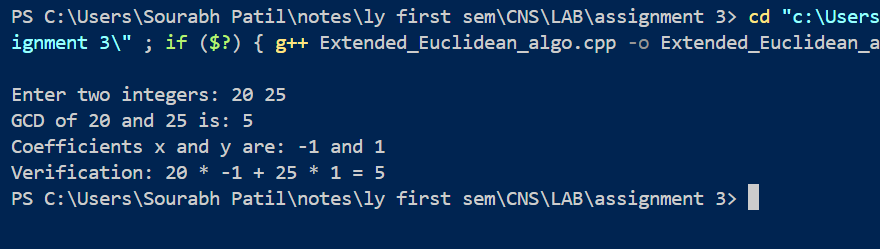 PS C:\Users\Sourabh Patil\notes\ly first sem\CNS\LAB\assignment 3> cd "c:\Users
ignment 3\" ; if ($?) { g++ Extended_Euclidean_algo.cpp -o Extended_Euclidean_a
Enter two integers: 20 25
GCD of 20 and 25 is: 5
Coefficients x and y are: -1 and 1
Verification: 20 * -1 + 25 * 1 = 5
PS C:\Users\Sourabh Patil\notes\ly first sem\CNS\LAB\assignment 3>